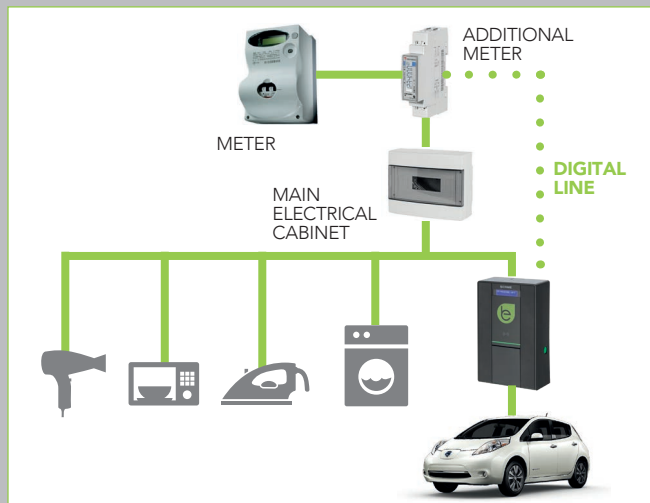 ADDITIONAL
METER
METER
DIGITAL
LINE
MAIN
ELECTRICAL
CABINET